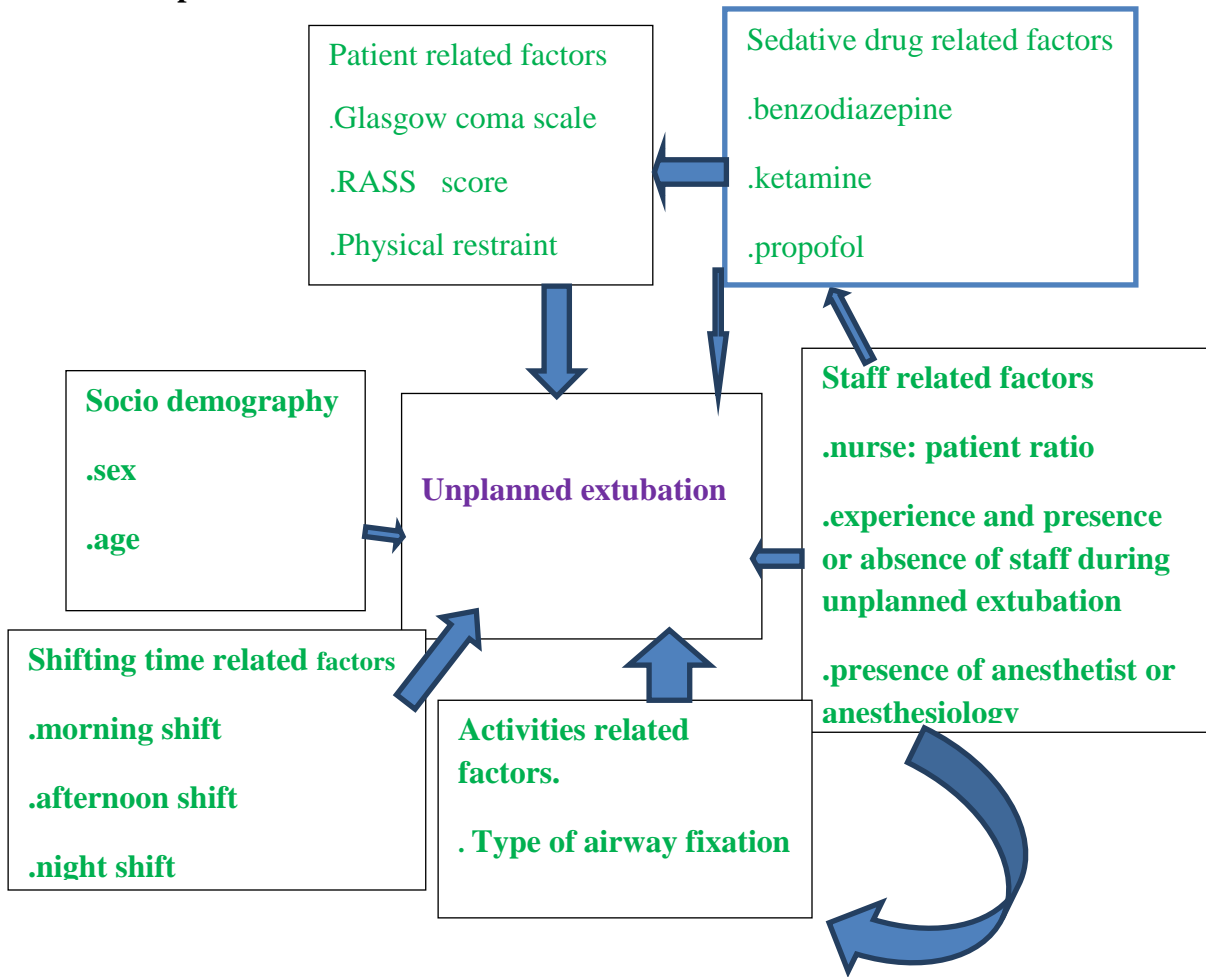 Patient related factors
.Glasgow coma scale
.RASS score
.Physical restraint
Sedative drug related factors
.benzodiazepine
.ketamine
.propofol
Socio demography
.sex
.age
Unplanned extubation
Staff related factors
.nurse: patient ratio
.experience and presence
or absence of staff during
unplanned extubation
.presence of anesthetist or
anesthesiology
Shifting time related factors
.morning shift
.afternoon shift
.night shift
Activities related
factors.
. Type of airway fixation